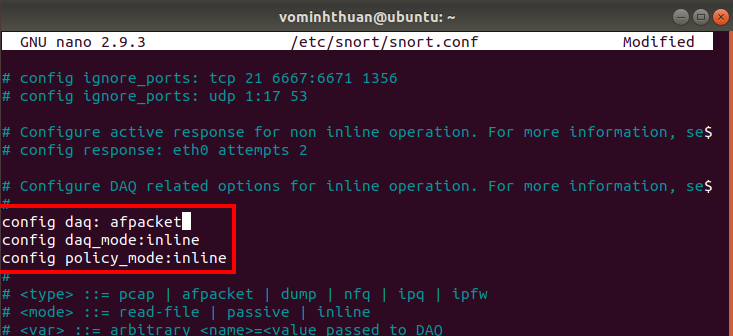 vominhthuan@ubuntu: ~
GNU nano 2.9.3 /etc/snort/snort.conf Modified
# config ignore_ports: tcp 21 6667:6671 1356
# config ignore_ports: udp 1:17 53
# Configure active response for non inline operation. For more information, se$
# config response: eth0 attempts 2
# Configure DAQ related options for inline operation. For more information, se$
#
config daq: afpacket
config daq_mode:inline
config policy_mode:inline
#
# <type> ::= pcap | afpacket | dump | nfq | ipq | ipfw
# <mode> ::= read-file | passive | inline
# <var> ::= arbitrary <name>=<value passed to DAQ